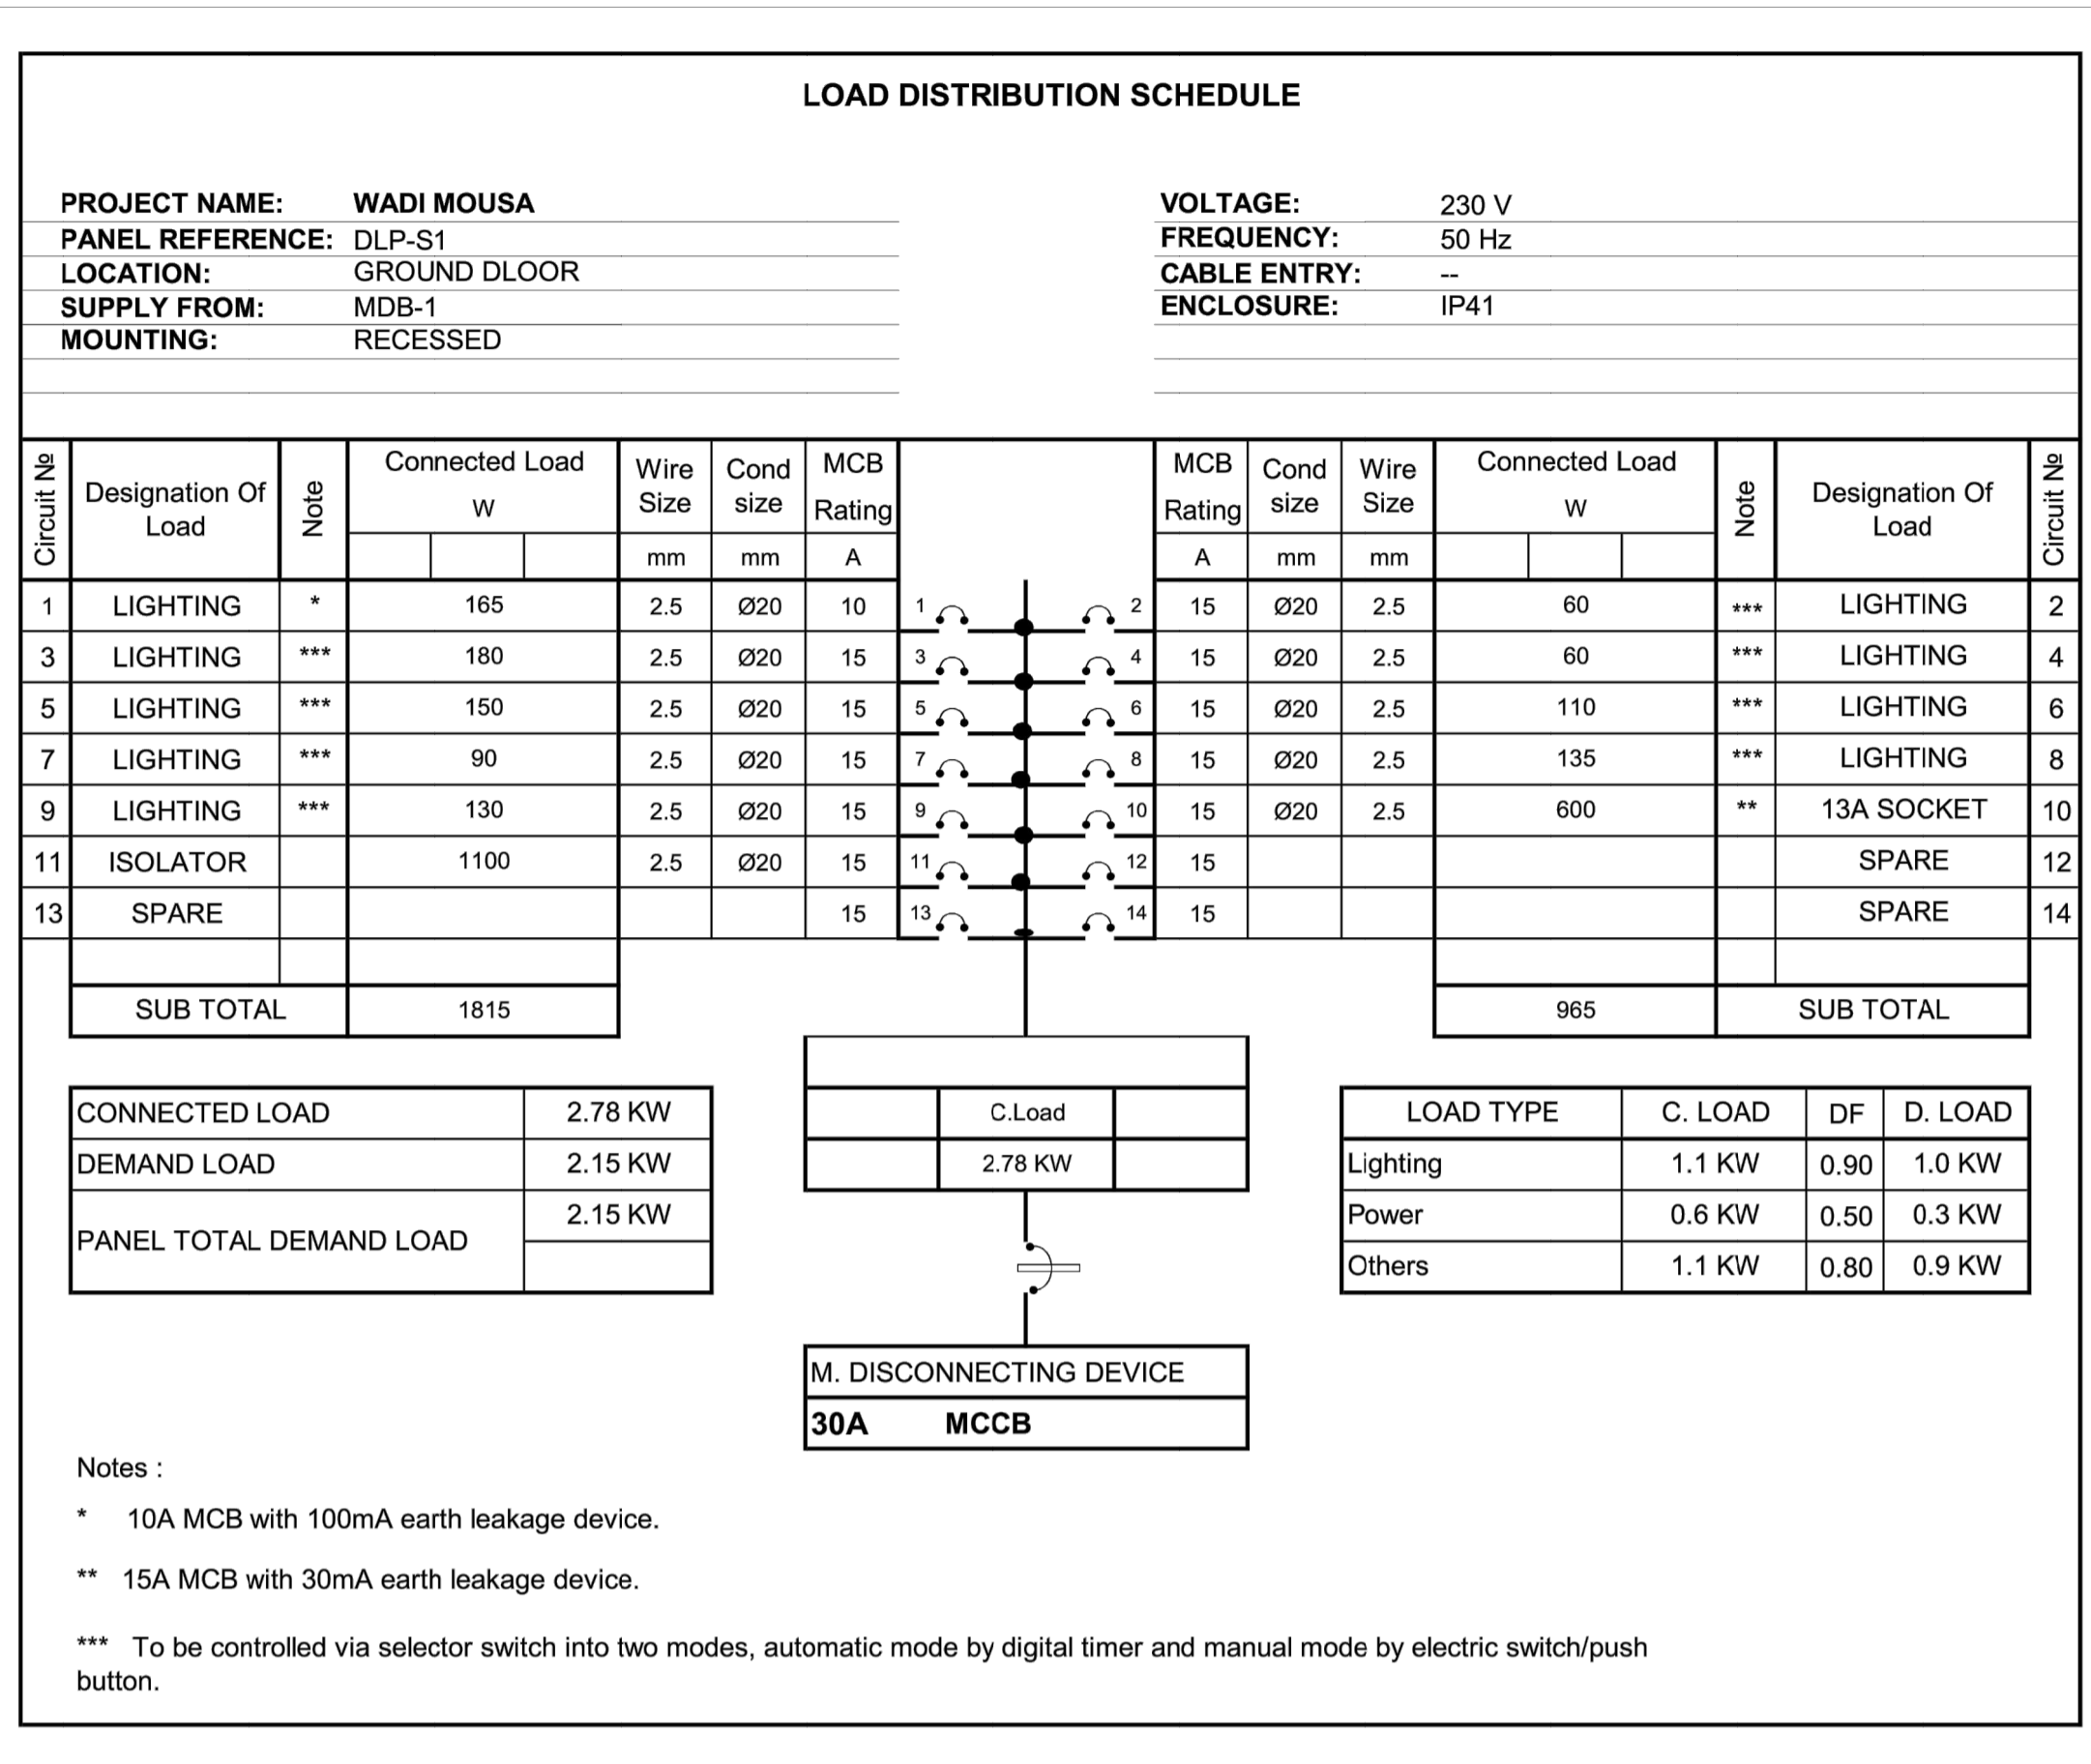 LOAD DISTRIBUTION SCHEDULE
PROJECT NAME: WADI MOUSA
PANEL REFERENCE: DLP-S1
LOCATION: GROUND DLOOR
SUPPLY FROM: MDB-1
MOUNTING: RECESSED
VOLTAGE: 230 V
FREQUENCY: 50 Hz
CABLE ENTRY: --
ENCLOSURE: IP41
Circuit № Designation Of Load Note Connected Load W Wire Size mm Cond size mm MCB Rating A MCB Rating A Cond size mm Wire Size mm Connected Load W Note Designation Of Load Circuit №
1 LIGHTING * 165 2.5 Ø20 10 1 2 15 Ø20 2.5 60 *** LIGHTING 2
3 LIGHTING *** 180 2.5 Ø20 15 3 4 15 Ø20 2.5 60 *** LIGHTING 4
5 LIGHTING *** 150 2.5 Ø20 15 5 6 15 Ø20 2.5 110 *** LIGHTING 6
7 LIGHTING *** 90 2.5 Ø20 15 7 8 15 Ø20 2.5 135 *** LIGHTING 8
9 LIGHTING *** 130 2.5 Ø20 15 9 10 15 Ø20 2.5 600 ** 13A SOCKET 10
11 ISOLATOR 1100 2.5 Ø20 15 11 12 15 SPARE 12
13 SPARE 15 13 14 15 SPARE 14
SUB TOTAL 1815 965 SUB TOTAL
CONNECTED LOAD 2.78 KW
DEMAND LOAD 2.15 KW
PANEL TOTAL DEMAND LOAD 2.15 KW
C.Load
2.78 KW
LOAD TYPE C. LOAD DF D. LOAD
Lighting 1.1 KW 0.90 1.0 KW
Power 0.6 KW 0.50 0.3 KW
Others 1.1 KW 0.80 0.9 KW
M. DISCONNECTING DEVICE
30A MCCB
Notes :
* 10A MCB with 100mA earth leakage device.
** 15A MCB with 30mA earth leakage device.
*** To be controlled via selector switch into two modes, automatic mode by digital timer and manual mode by electric switch/push
button.